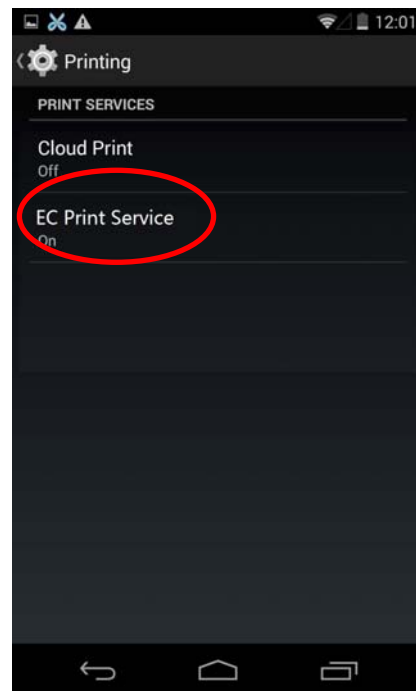 12:01
Printing
PRINT SERVICES
Cloud Print
Off
EC Print Service
On